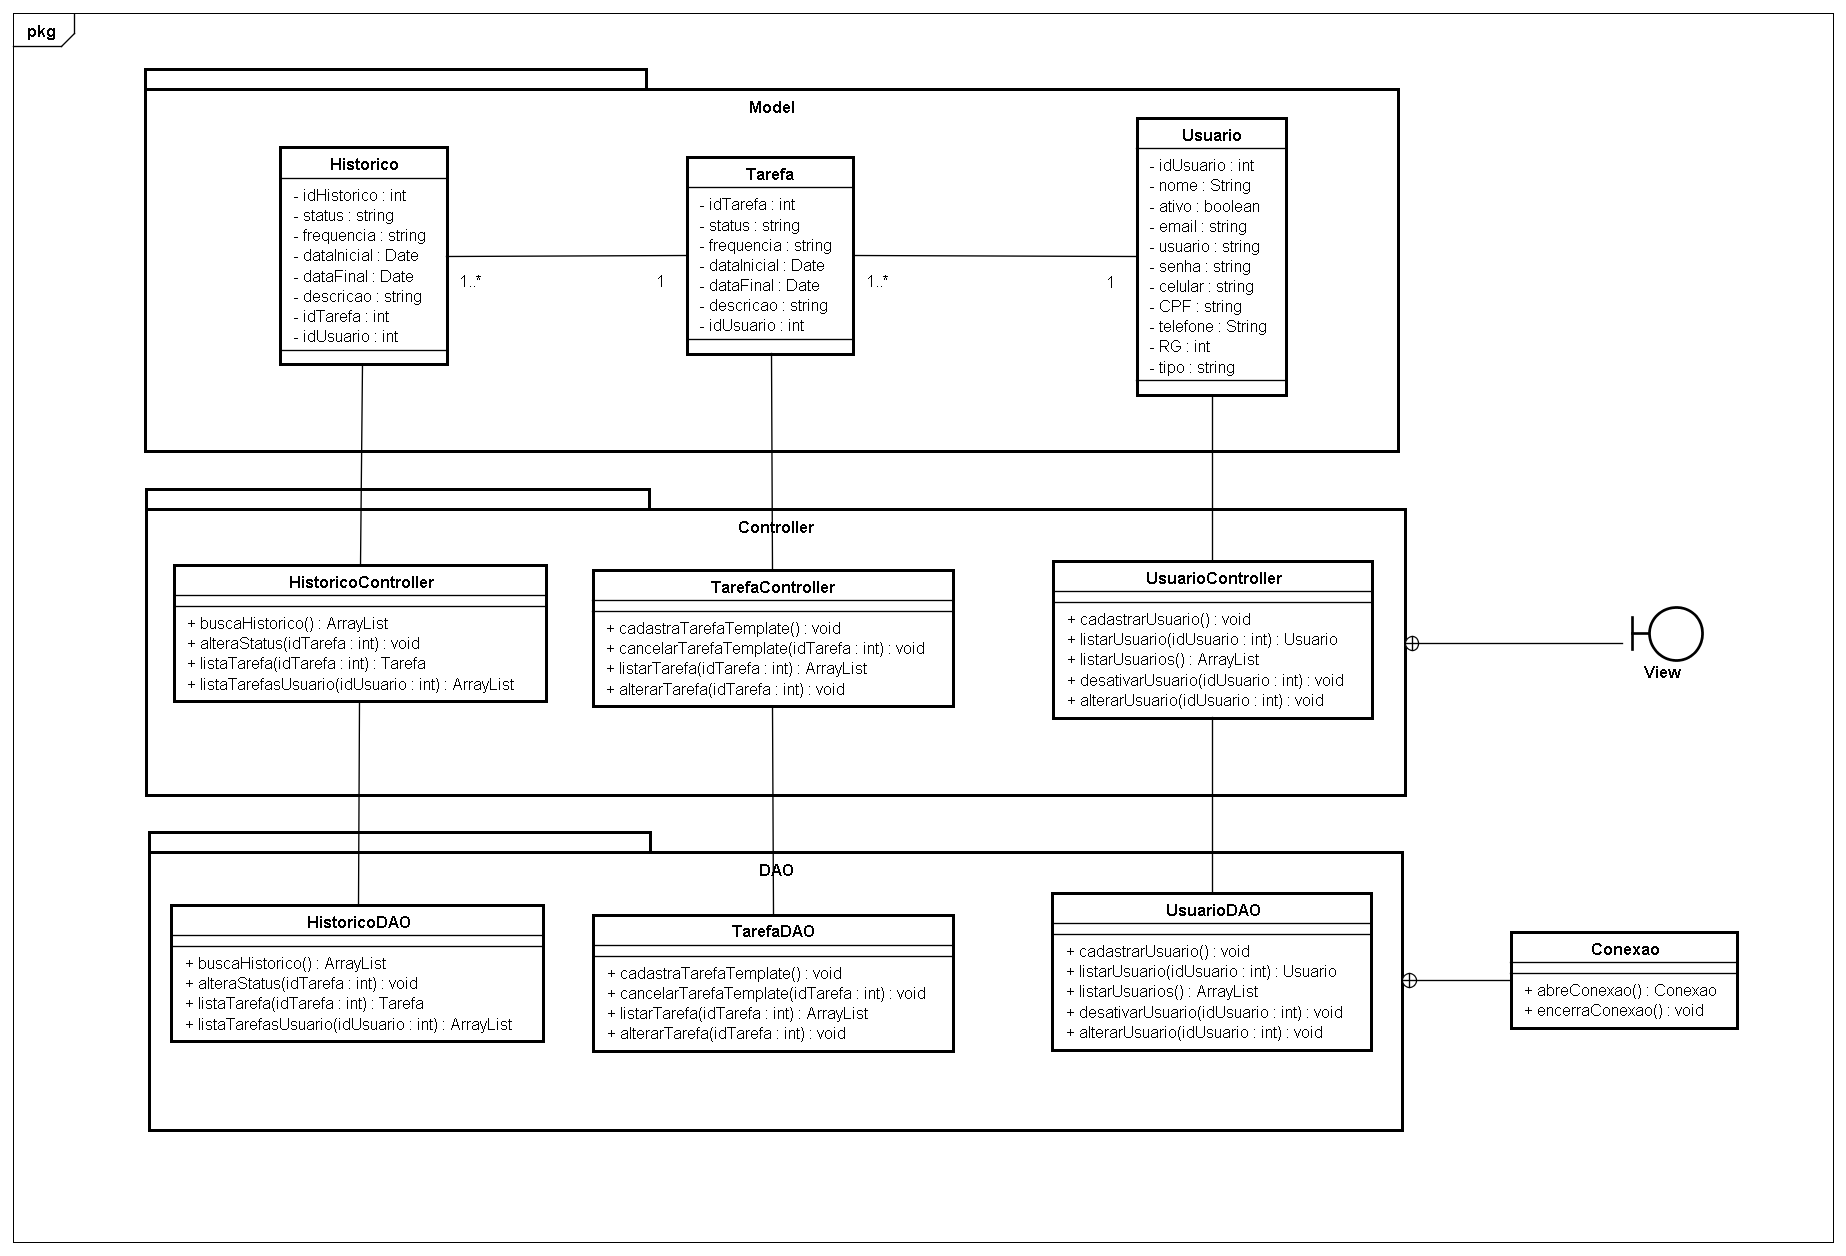 pkg
Model
Historico
- idHistorico : int
- status : string
- frequencia : string
- dataInicial : Date
- dataFinal : Date
- descricao : string
- idTarefa : int
- idUsuario : int
1..*
1
Tarefa
- idTarefa : int
- status : string
- frequencia : string
- dataInicial : Date
- dataFinal : Date
- descricao : string
- idUsuario : int
1..*
1
Usuario
- idUsuario : int
- nome : String
- ativo : boolean
- email : string
- usuario : string
- senha : string
- celular : string
- CPF : string
- telefone : String
- RG : int
- tipo : string
Controller
HistoricoController
+ buscaHistorico() : ArrayList
+ alteraStatus(idTarefa : int) : void
+ listaTarefa(idTarefa : int) : Tarefa
+ listaTarefasUsuario(idUsuario : int) : ArrayList
TarefaController
+ cadastraTarefaTemplate() : void
+ cancelarTarefaTemplate(idTarefa : int) : void
+ listarTarefa(idTarefa : int) : ArrayList
+ alterarTarefa(idTarefa : int) : void
UsuarioController
+ cadastrarUsuario() : void
+ listarUsuario(idUsuario : int) : Usuario
+ listarUsuarios() : ArrayList
+ desativarUsuario(idUsuario : int) : void
+ alterarUsuario(idUsuario : int) : void
View
DAO
HistoricoDAO
+ buscaHistorico() : ArrayList
+ alteraStatus(idTarefa : int) : void
+ listaTarefa(idTarefa : int) : Tarefa
+ listaTarefasUsuario(idUsuario : int) : ArrayList
TarefaDAO
+ cadastraTarefaTemplate() : void
+ cancelarTarefaTemplate(idTarefa : int) : void
+ listarTarefa(idTarefa : int) : ArrayList
+ alterarTarefa(idTarefa : int) : void
UsuarioDAO
+ cadastrarUsuario() : void
+ listarUsuario(idUsuario : int) : Usuario
+ listarUsuarios() : ArrayList
+ desativarUsuario(idUsuario : int) : void
+ alterarUsuario(idUsuario : int) : void
Conexao
+ abreConexao() : Conexao
+ encerraConexao() : void